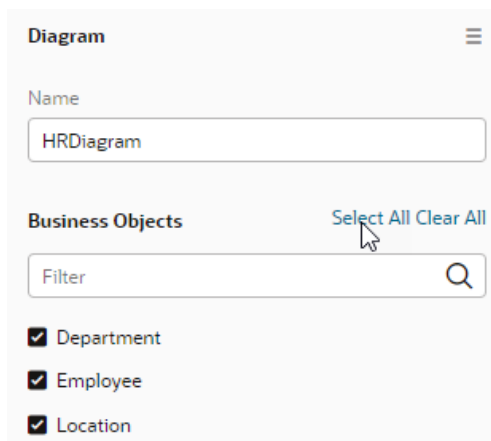 Diagram
Name
HRDiagram
Business Objects Select All Clear All
Filter
Department
Employee
Location